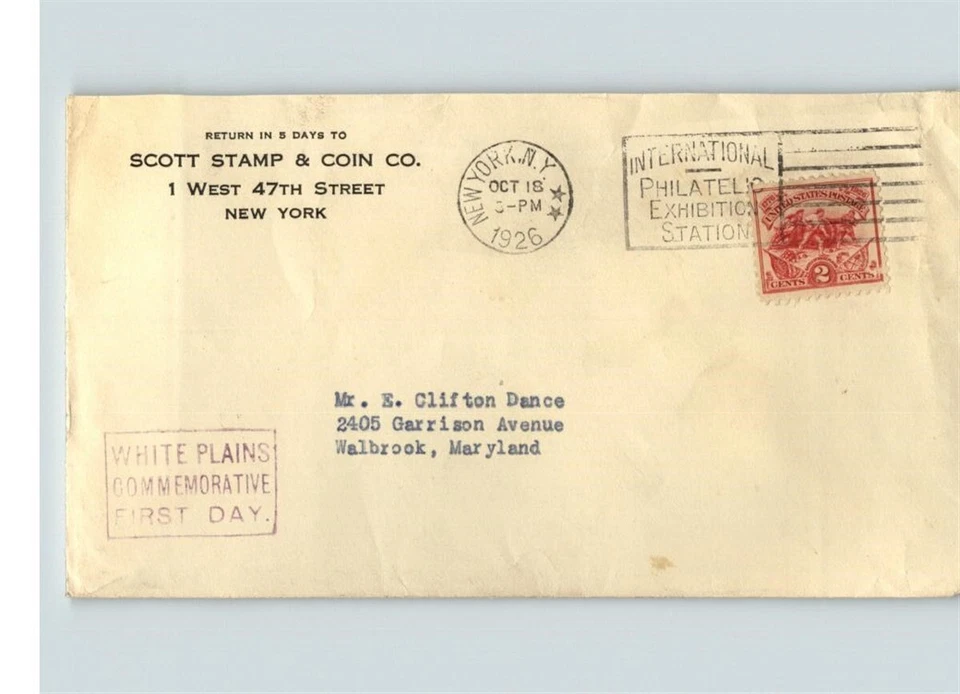 RETURN IN 5 DAYS TO
SCOTT STAMP & COIN CO.
1 WEST 47TH STREET
NEW YORK
NEW YORK, N.Y.
OCT 18
-PM
1926
INTERNATIONAL
PHILATELIC
EXHIBITION
STATION
UNITED STATES POSTAGE
CENTS 2 CENTS
Mr. E. Clifton Dance
2405 Garrison Avenue
Walbrook, Maryland
WHITE PLAINS
COMMEMORATIVE
FIRST DAY.